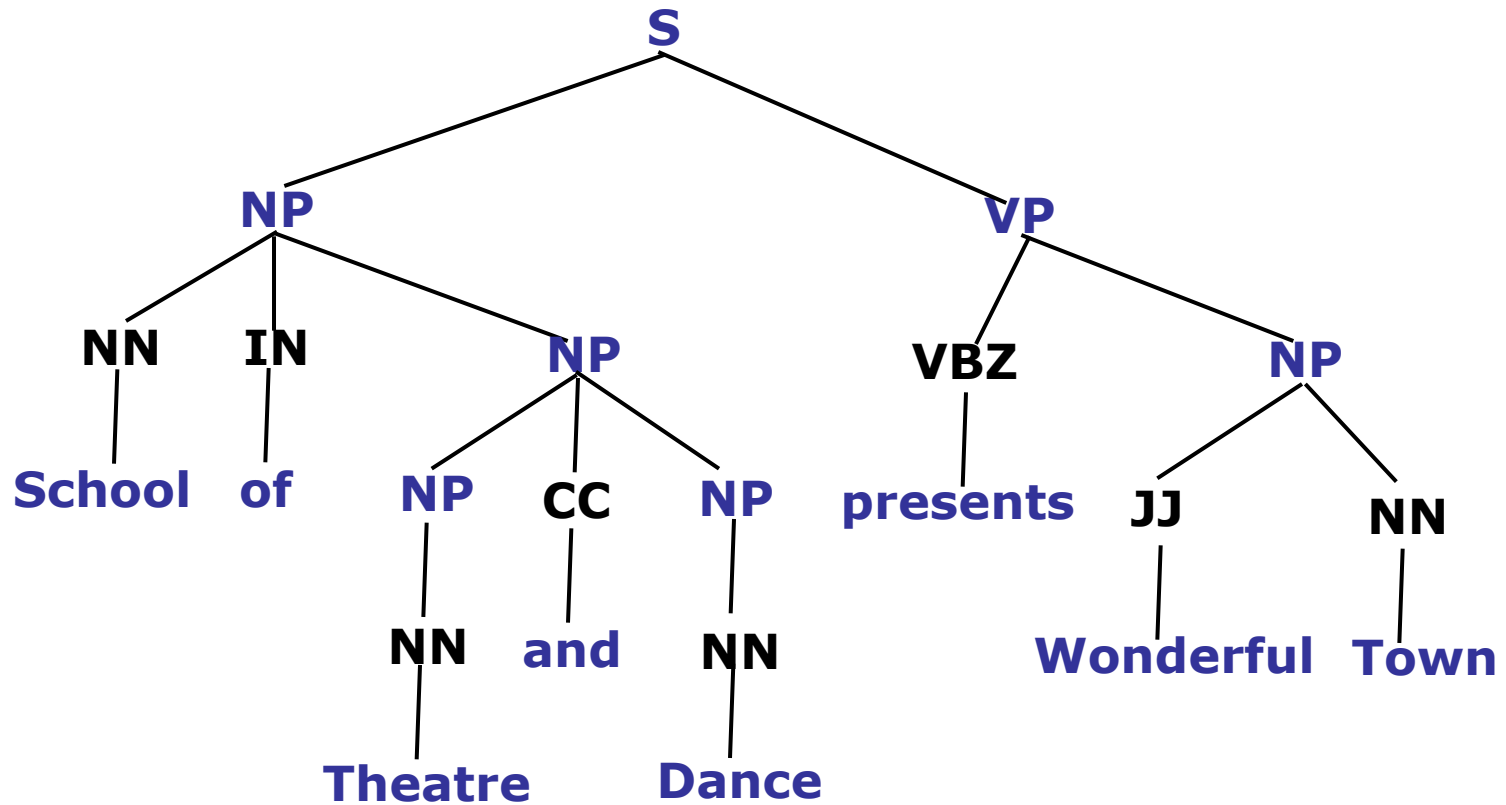 S
NP VP
NN IN NP VBZ NP
School of NP CC NP presents JJ NN
NN and NN Wonderful Town
Theatre Dance